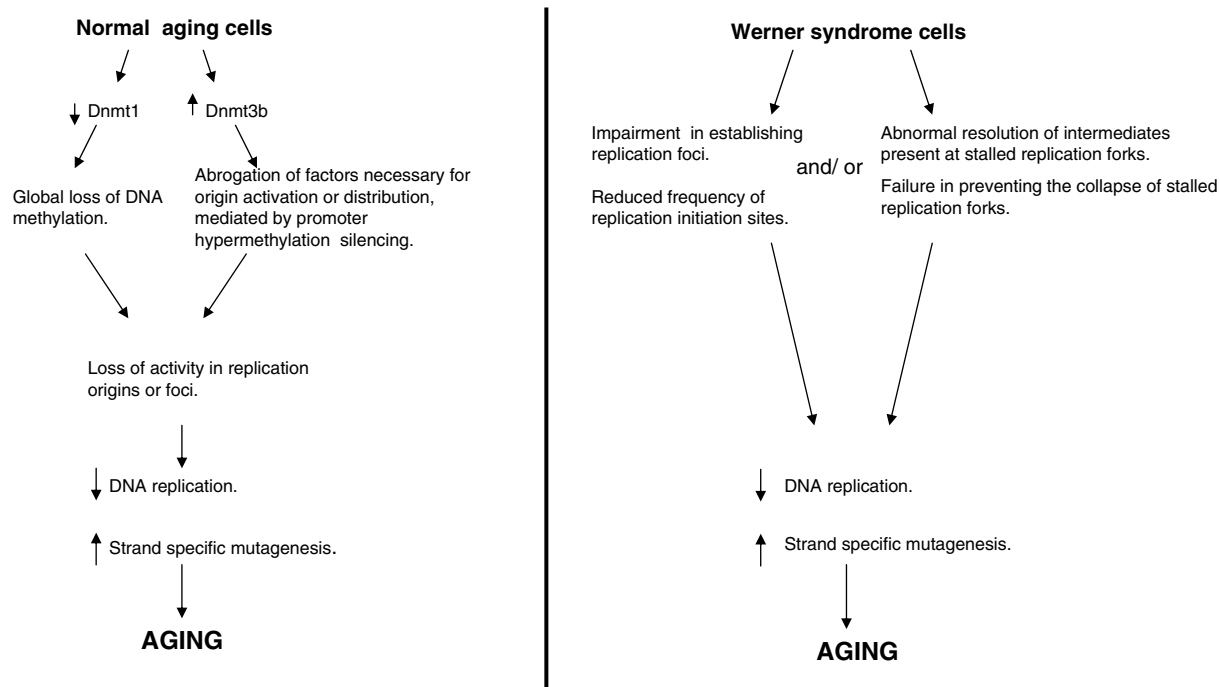 Normal aging cells
Dnmt1
Dnmt3b
Global loss of DNA
methylation.
Abrogation of factors necessary for
origin activation or distribution,
mediated by promoter
hypermethylation silencing.
Loss of activity in replication
origins or foci.
DNA replication.
Strand specific mutagenesis.
AGING
Werner syndrome cells
Impairment in establishing
replication foci.
Reduced frequency of
replication initiation sites.
and/ or
Abnormal resolution of intermediates
present at stalled replication forks.
Failure in preventing the collapse of stalled
replication forks.
DNA replication.
Strand specific mutagenesis.
AGING